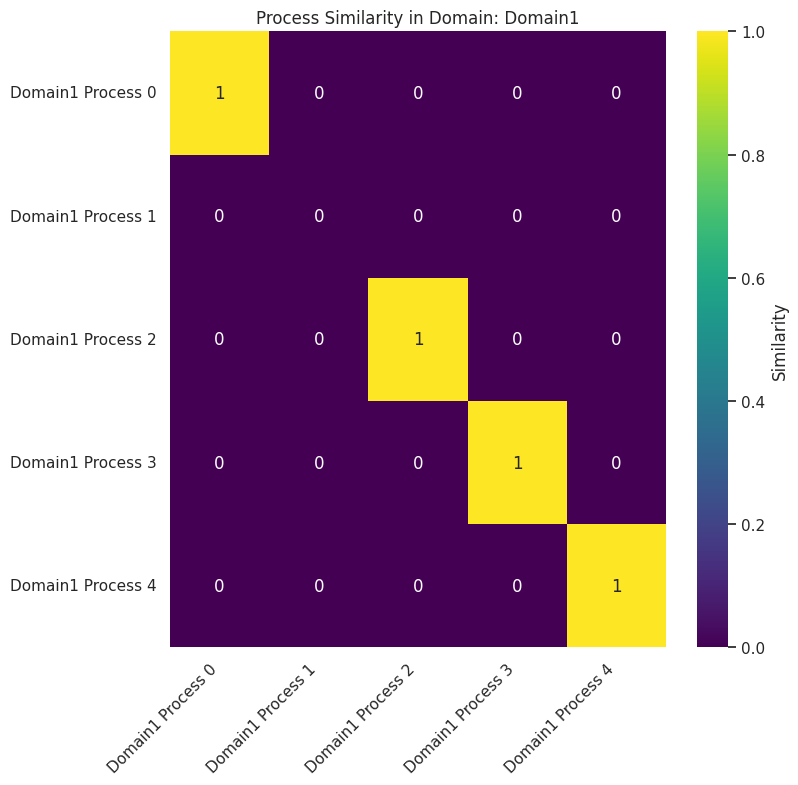 Process Similarity in Domain: Domain1
Domain1 Process 0
1 0 0 0 0
Domain1 Process 1
0 0 0 0 0
Domain1 Process 2
0 0 1 0 0
Domain1 Process 3
0 0 0 1 0
Domain1 Process 4
0 0 0 0 1
Domain1 Process 0
Domain1 Process 1
Domain1 Process 2
Domain1 Process 3
Domain1 Process 4
1.0
0.8
0.6
0.4
0.2
0.0
Similarity